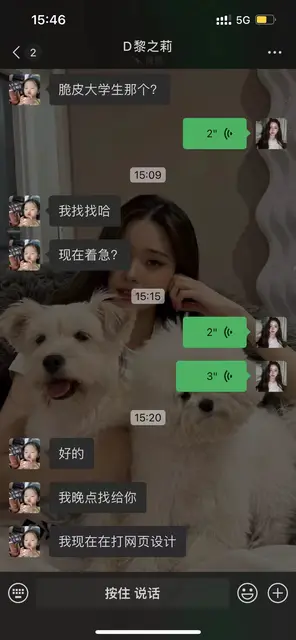 15:46
5G
2
D黎之莉
脆皮大学生那个?
2"
15:09
我找找哈
现在着急?
15:15
2"
3"
15:20
好的
我晚点找给你
我现在在打网页设计
按住 说话